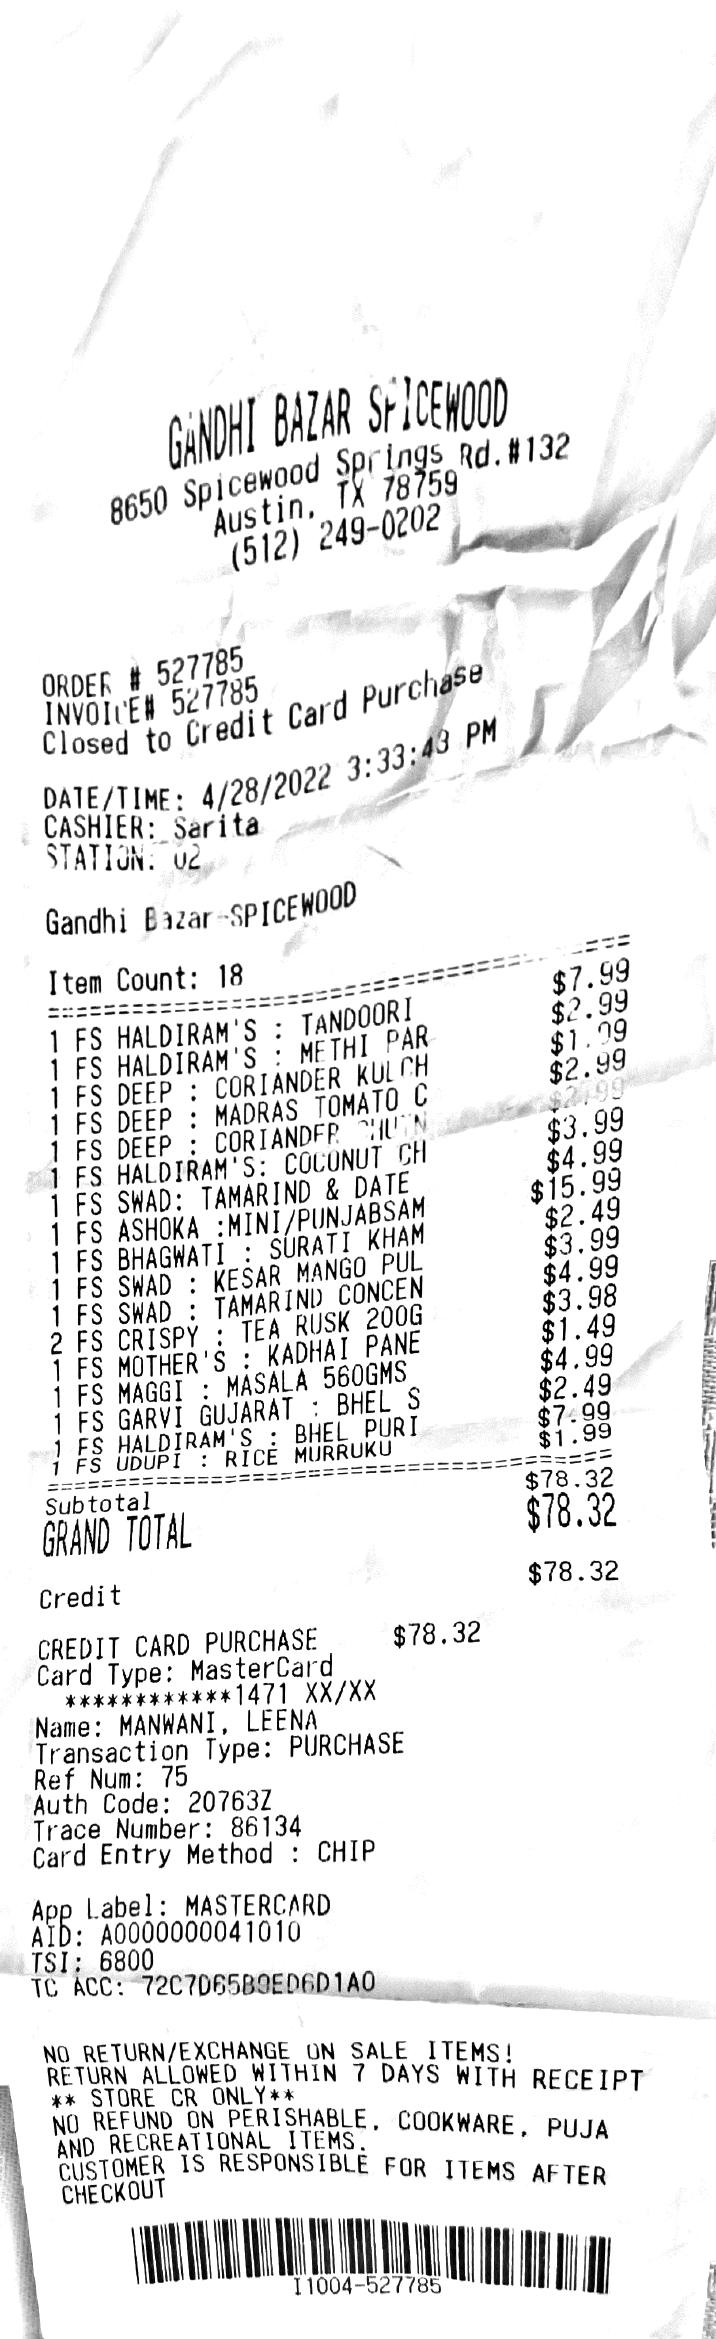 GANDHI BAZAR SPICEWOOD
8650 Spicewood Springs Rd.#132
Austin, TX 78759
(512) 249-0202
ORDER # 527785
INVOICE# 527785
Closed to Credit Card Purchase
DATE/TIME: 4/28/2022 3:33:43 PM
CASHIER: Sarita
STATION: 02
Gandhi Bazar-SPICEWOOD
Item Count: 18
========================================
1 FS HALDIRAM'S : TANDOORI $7.99
1 FS HALDIRAM'S : METHI PAR $2.99
1 FS DEEP : CORIANDER KULCH $1.99
1 FS DEEP : MADRAS TOMATO C $2.99
1 FS DEEP : CORIANDER CHUTN $2.99
1 FS HALDIRAM'S: COCONUT CH $3.99
1 FS SWAD: TAMARIND & DATE $4.99
1 FS ASHOKA :MINI/PUNJABSAM $15.99
1 FS BHAGWATI : SURATI KHAM $2.49
1 FS SWAD : KESAR MANGO PUL $3.99
1 FS SWAD : TAMARIND CONCEN $4.99
2 FS CRISPY : TEA RUSK 200G $3.98
1 FS MOTHER'S : KADHAI PANE $1.49
1 FS MAGGI : MASALA 560GMS $4.99
1 FS GARVI GUJARAT : BHEL S $2.49
1 FS HALDIRAM'S : BHEL PURI $7.99
1 FS UDUPI : RICE MURRUKU $1.99
========================================
Subtotal $78.32
GRAND TOTAL $78.32
Credit $78.32
CREDIT CARD PURCHASE $78.32
Card Type: MasterCard
************1471 XX/XX
Name: MANWANI, LEENA
Transaction Type: PURCHASE
Ref Num: 75
Auth Code: 20763Z
Trace Number: 86134
Card Entry Method : CHIP
App Label: MASTERCARD
AID: A0000000041010
TSI: 6800
TC ACC: 72C7D65B9ED6D1A0
NO RETURN/EXCHANGE ON SALE ITEMS!
RETURN ALLOWED WITHIN 7 DAYS WITH RECEIPT
** STORE CR ONLY**
NO REFUND ON PERISHABLE, COOKWARE, PUJA
AND RECREATIONAL ITEMS.
CUSTOMER IS RESPONSIBLE FOR ITEMS AFTER
CHECKOUT
I1004-527785